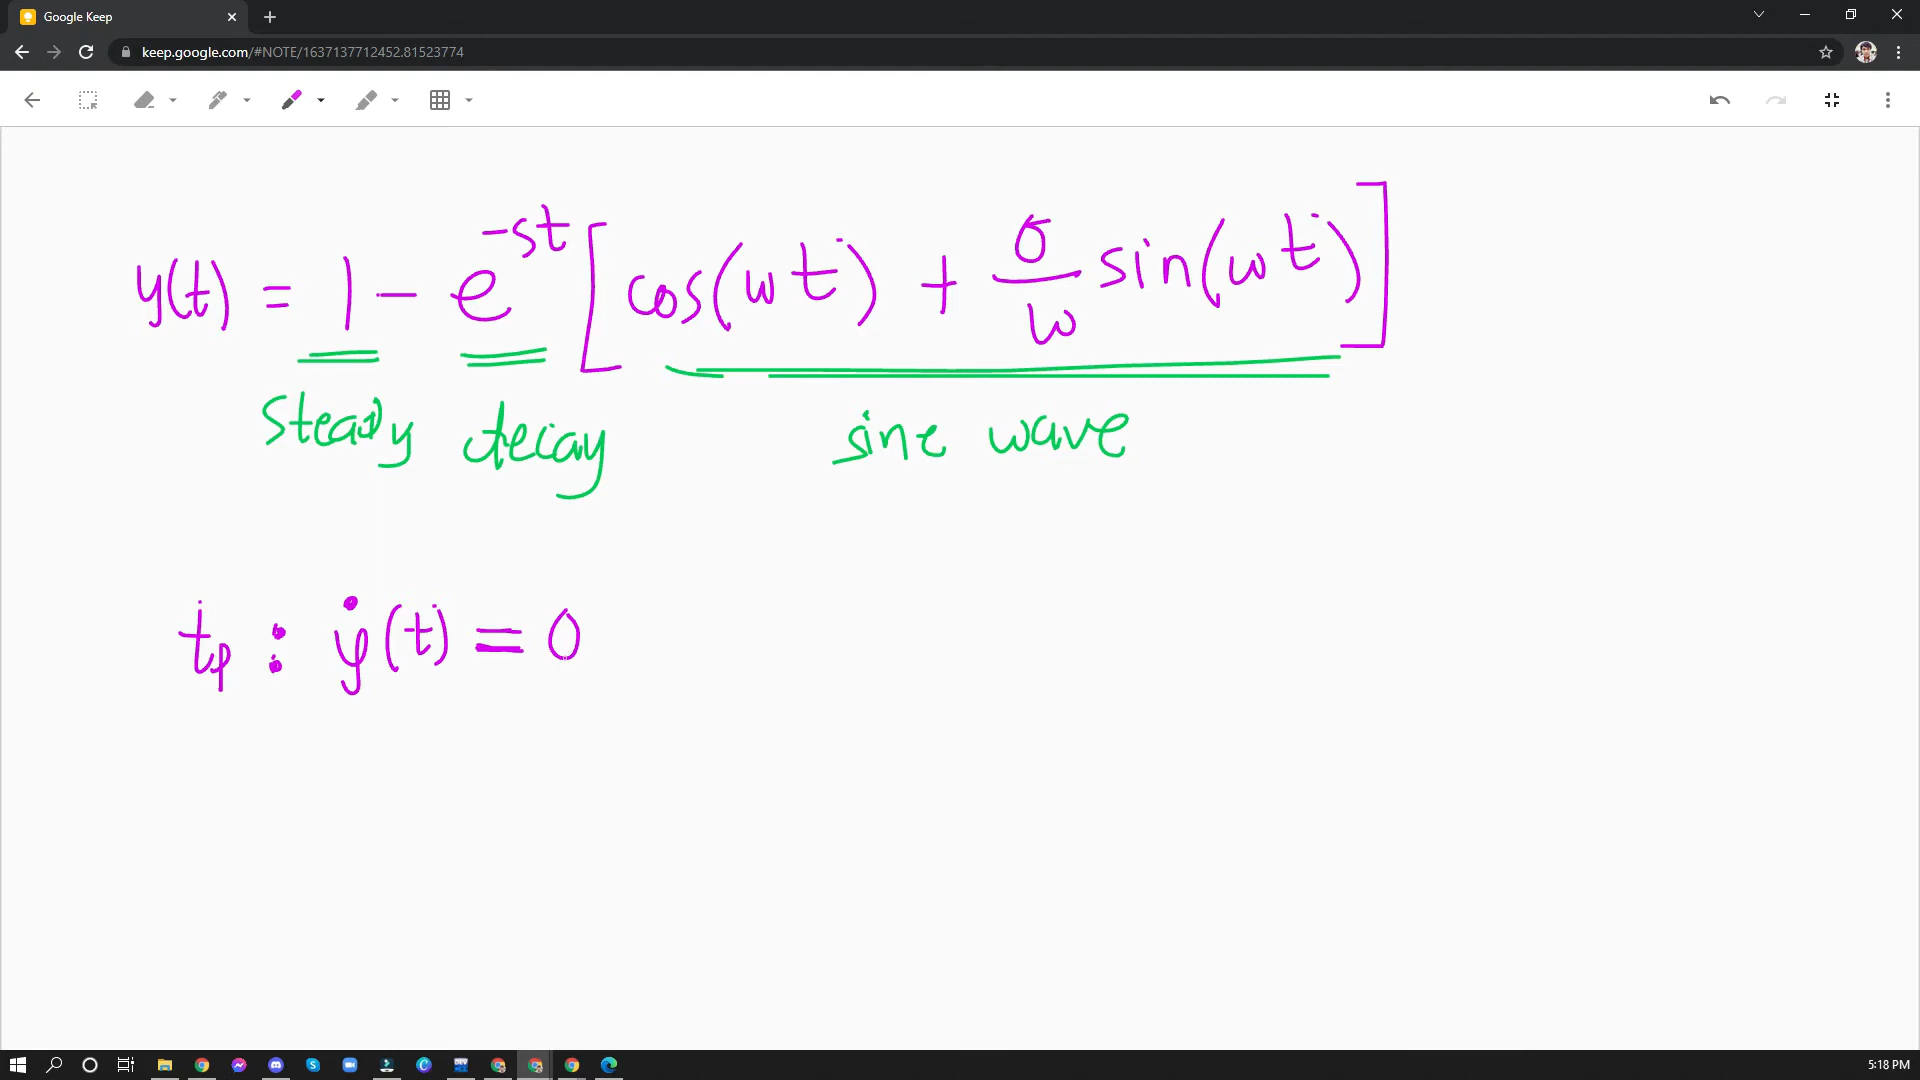 Google Keep
keep.google.com/#NOTE/1637137712452.81523774
y(t) = 1 - e^-st [cos(ωt) + σ/ω sin(ωt)]
Steady decay sine wave
tp : ẏ(t) = 0
5:18 PM